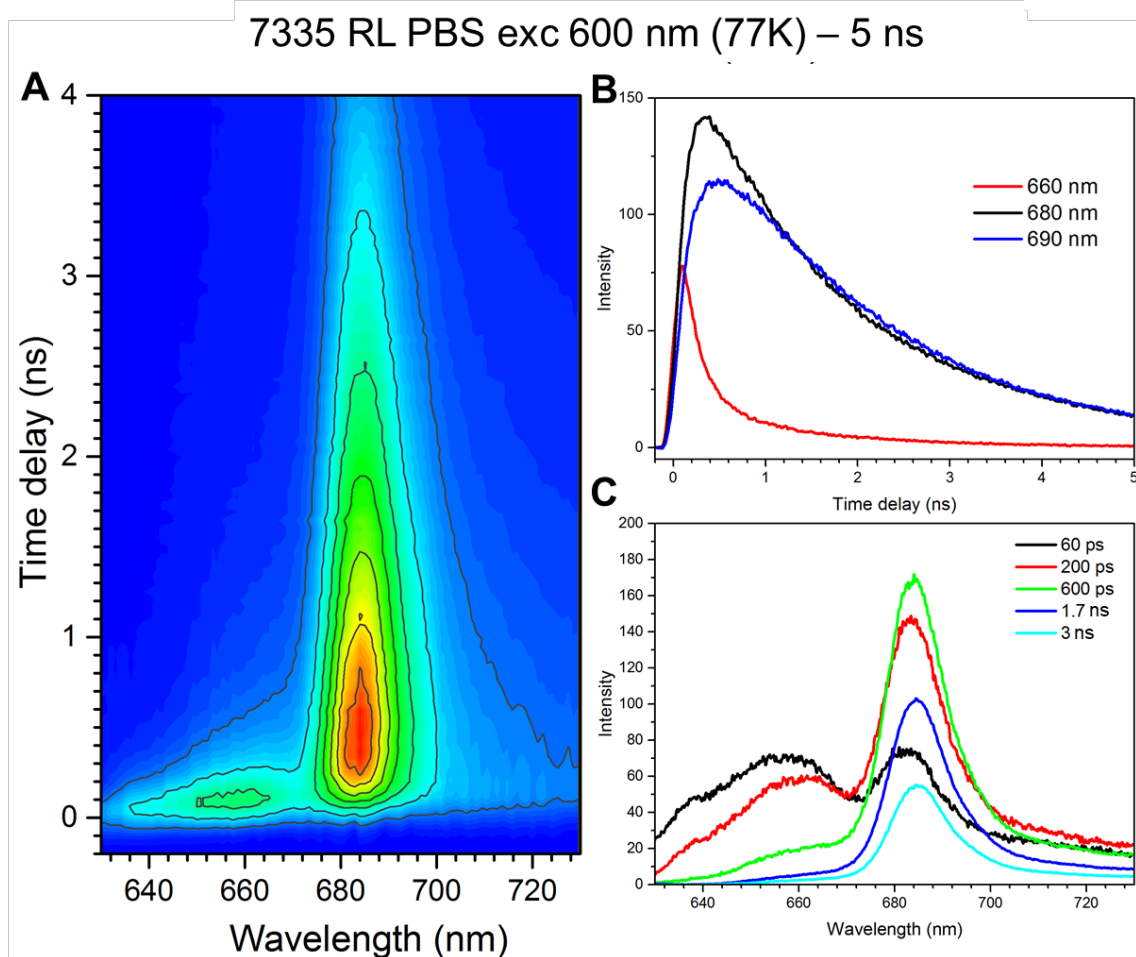 7335 RL PBS exc 600 nm (77K) – 5 ns
A
4
3
2
1
0
Time delay (ns)
640 660 680 700 720
Wavelength (nm)
B
150
100
50
0
Intensity
660 nm
680 nm
690 nm
0 1 2 3 4 5
Time delay (ns)
C
200
180
160
140
120
100
80
60
40
20
0
Intensity
60 ps
200 ps
600 ps
1.7 ns
3 ns
640 660 680 700 720
Wavelength (nm)